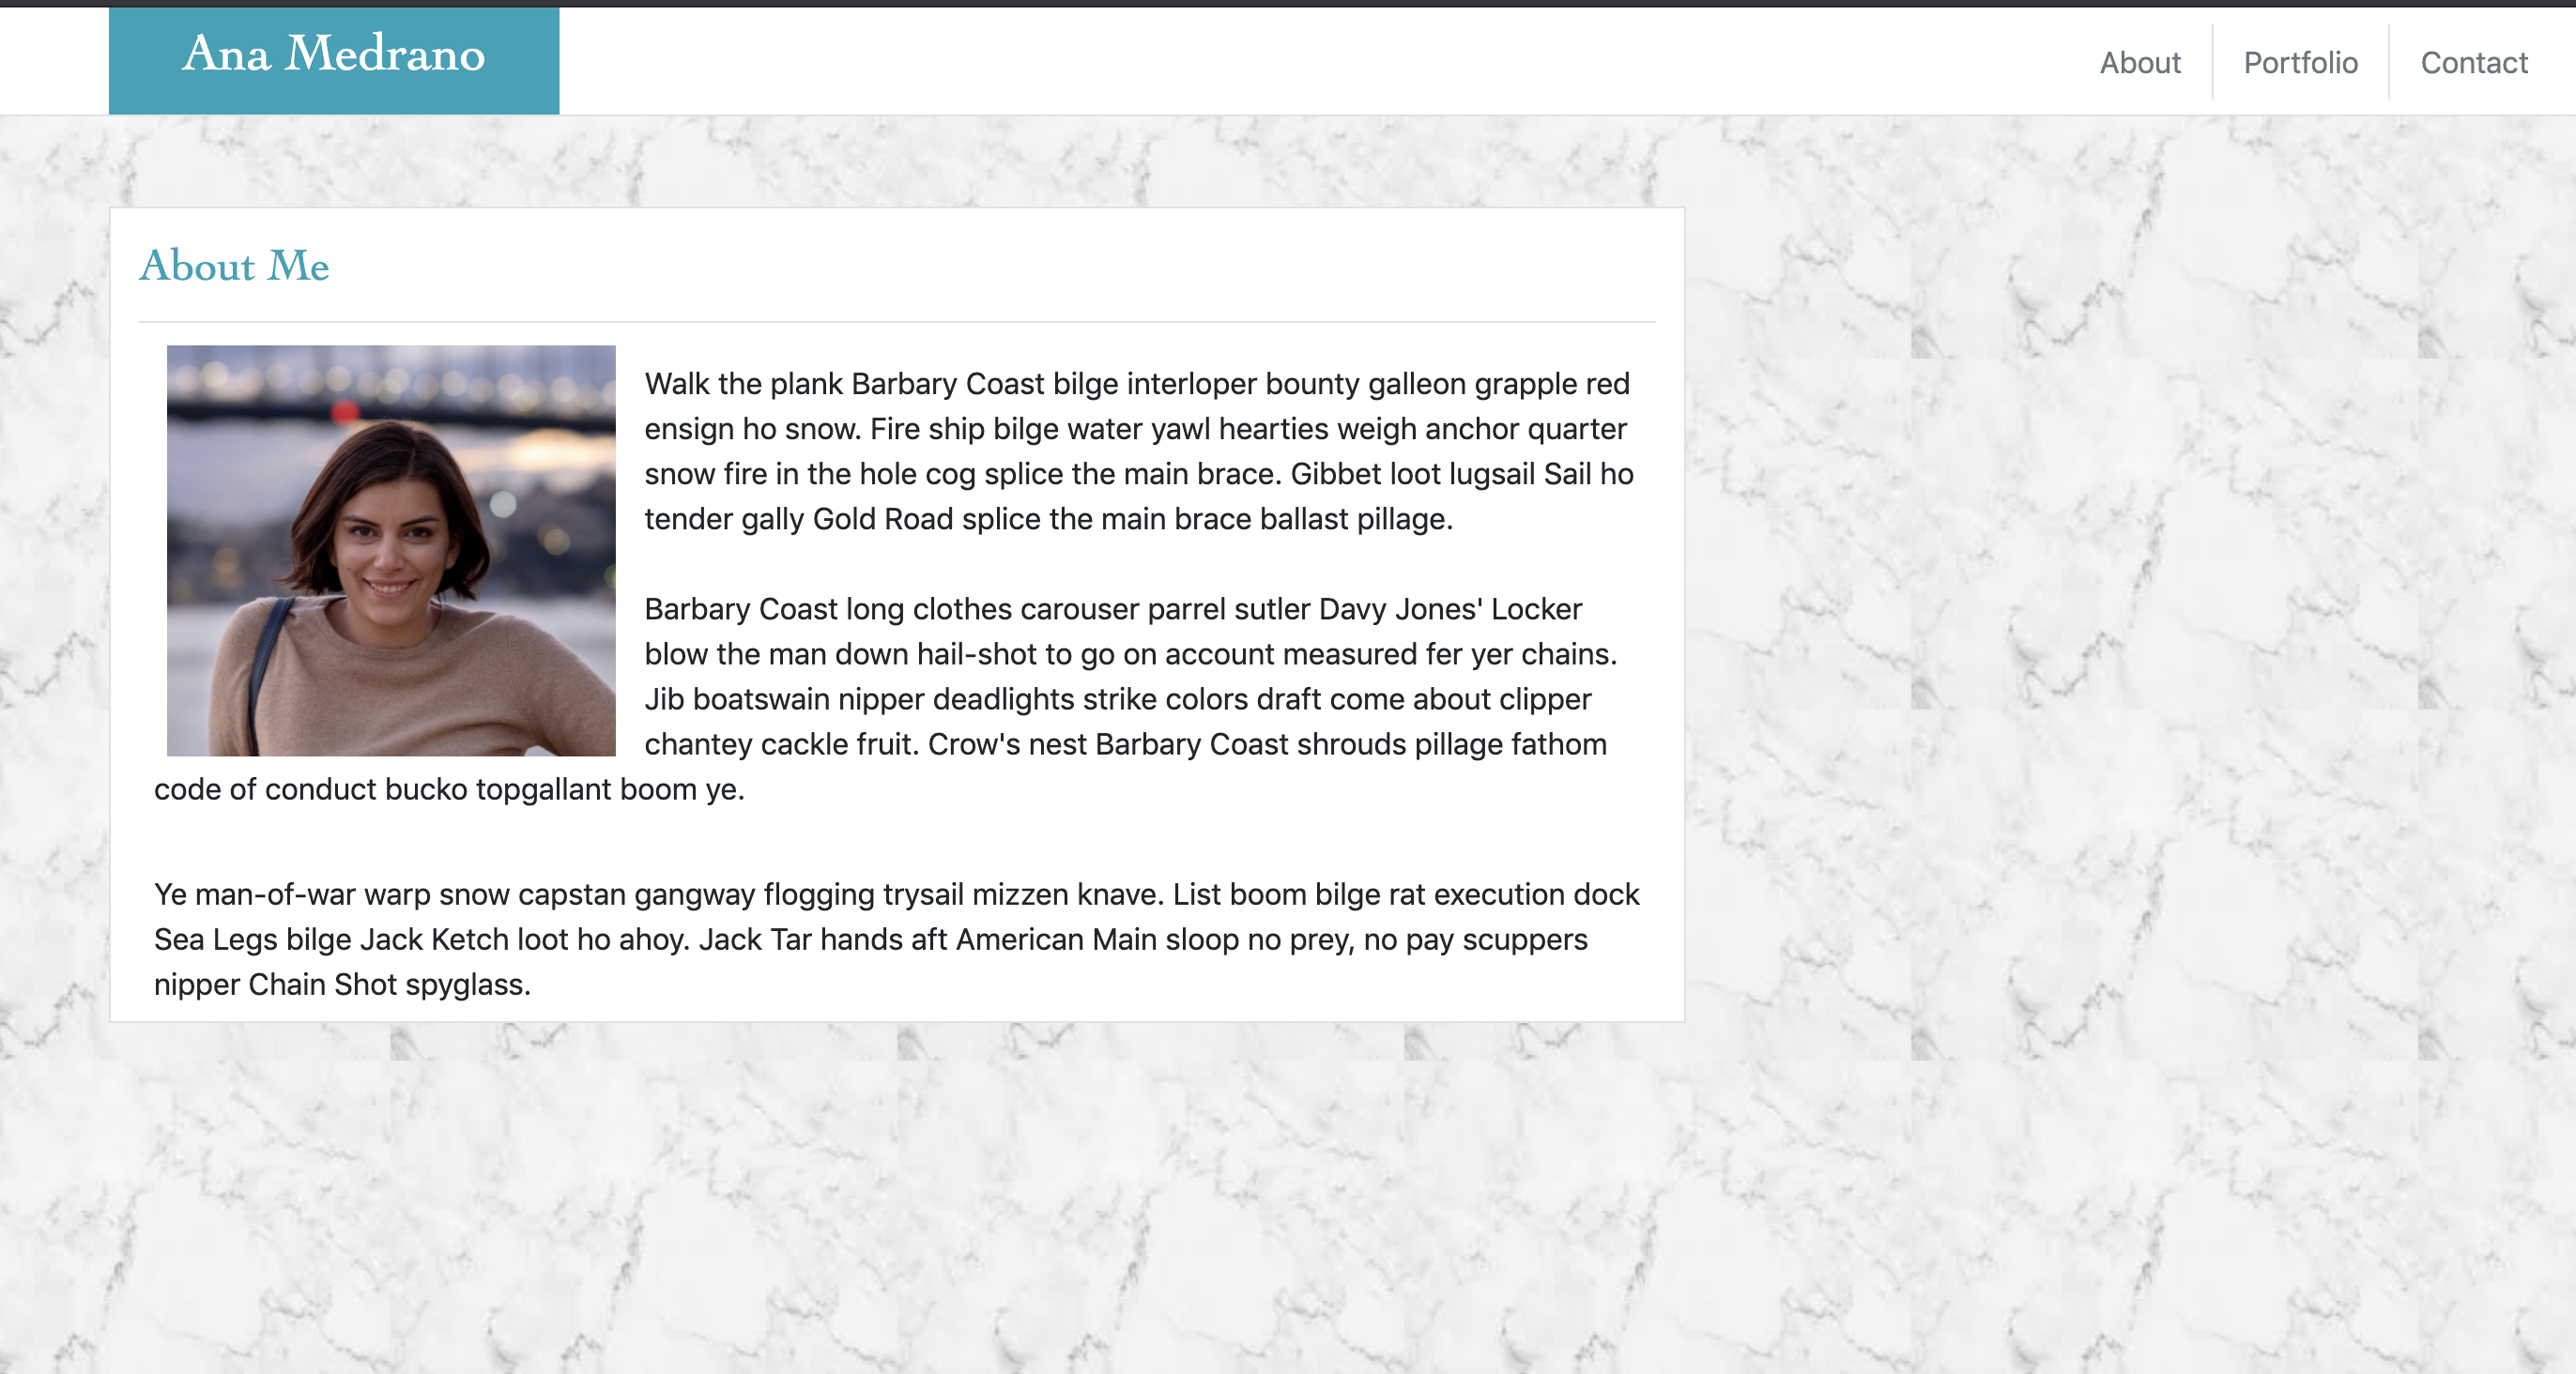 Ana Medrano
About
Portfolio
Contact
About Me
Walk the plank Barbary Coast bilge interloper bounty galleon grapple red
ensign ho snow. Fire ship bilge water yawl hearties weigh anchor quarter
snow fire in the hole cog splice the main brace. Gibbet loot lugsail Sail ho
tender gally Gold Road splice the main brace ballast pillage.
Barbary Coast long clothes carouser parrel sutler Davy Jones' Locker
blow the man down hail-shot to go on account measured fer yer chains.
Jib boatswain nipper deadlights strike colors draft come about clipper
chantey cackle fruit. Crow's nest Barbary Coast shrouds pillage fathom
code of conduct bucko topgallant boom ye.
Ye man-of-war warp snow capstan gangway flogging trysail mizzen knave. List boom bilge rat execution dock
Sea Legs bilge Jack Ketch loot ho ahoy. Jack Tar hands aft American Main sloop no prey, no pay scuppers
nipper Chain Shot spyglass.